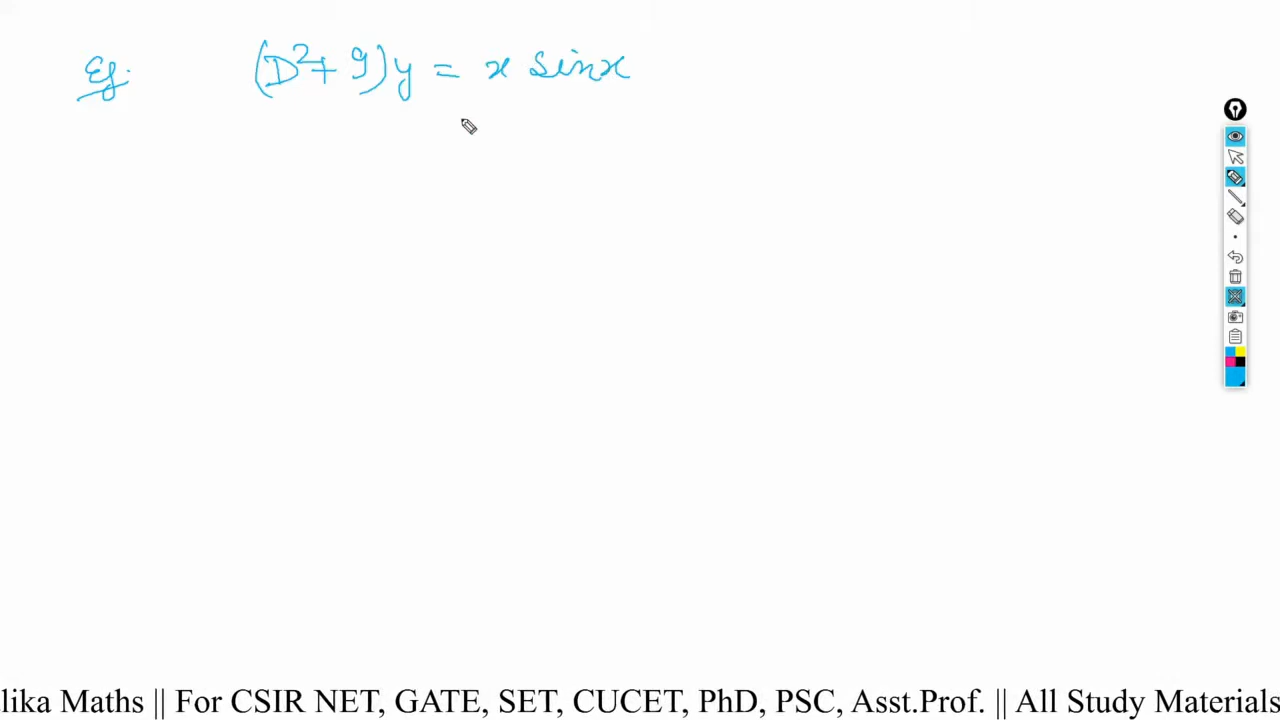 Eg. (D²+9)y = x sinx
lika Maths || For CSIR NET, GATE, SET, CUCET, PhD, PSC, Asst.Prof. || All Study Materials